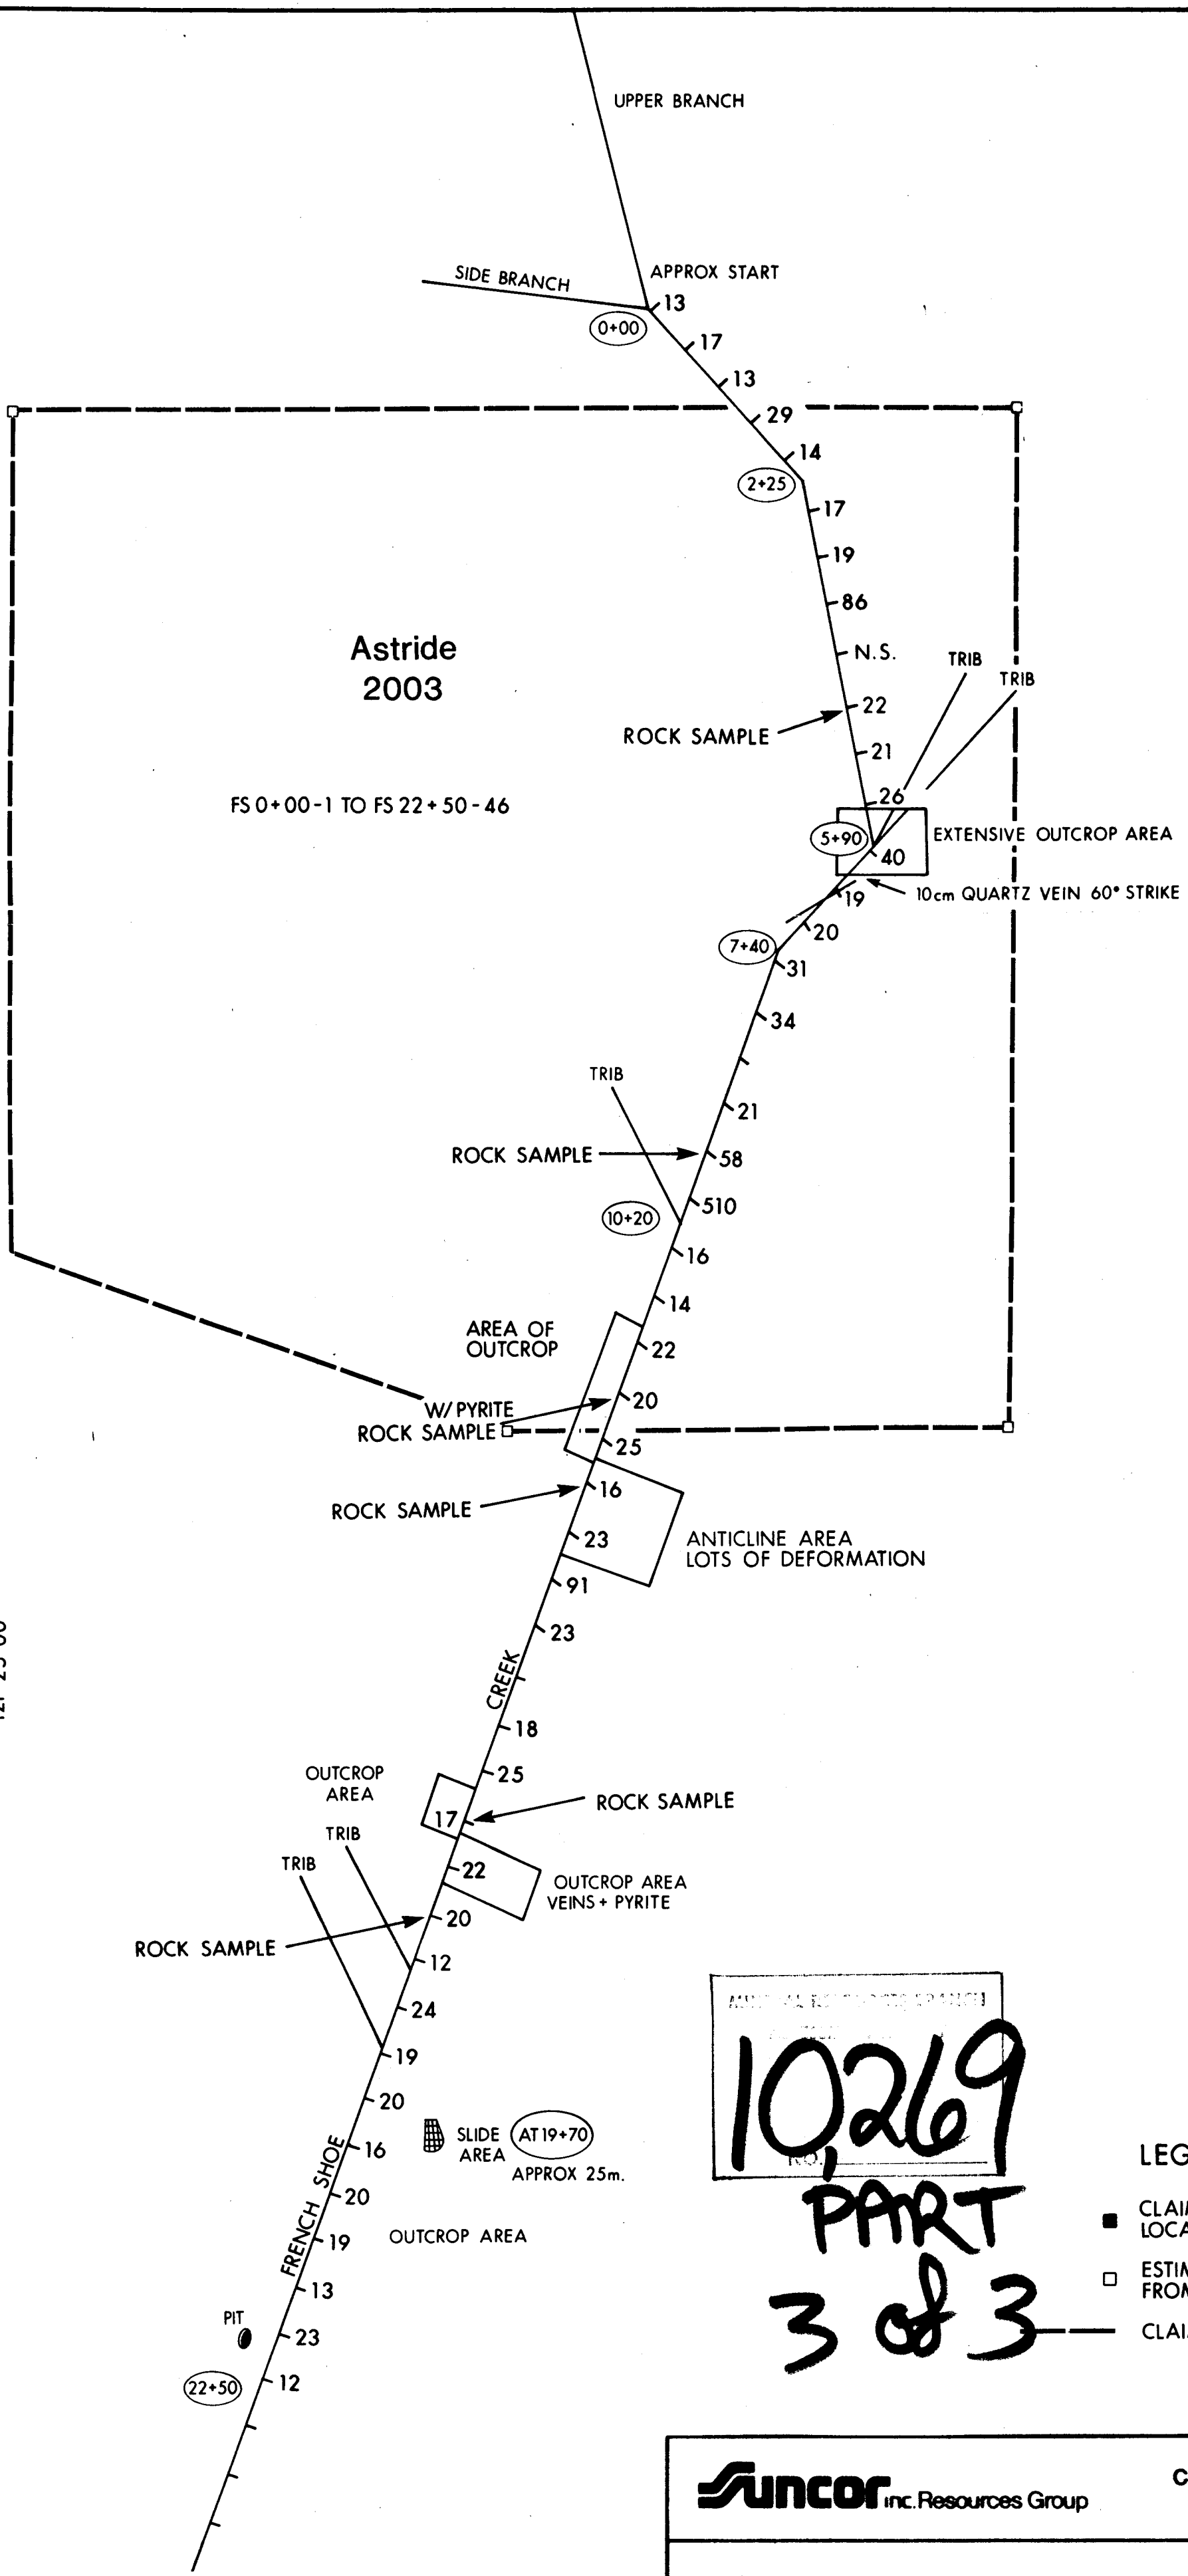 UPPER BRANCH
SIDE BRANCH
APPROX START
13
0+00
17
13
29
14
2+25
17
19
86
Astride
2003
N.S.
TRIB
TRIB
22
ROCK SAMPLE
21
26
FS 0+00-1 TO FS 22+50-46
5+90
EXTENSIVE OUTCROP AREA
40
19
10cm QUARTZ VEIN 60° STRIKE
20
7+40
31
34
TRIB
21
ROCK SAMPLE
58
510
10+20
16
14
AREA OF
OUTCROP
22
20
W/ PYRITE
ROCK SAMPLE
25
16
ROCK SAMPLE
23
ANTICLINE AREA
LOTS OF DEFORMATION
91
23
CREEK
18
25
OUTCROP
AREA
ROCK SAMPLE
17
TRIB
TRIB
22
OUTCROP AREA
VEINS + PYRITE
20
ROCK SAMPLE
12
24
19
20
SLIDE
AREA
AT 19+70
APPROX 25m.
16
FRENCH SHOE
20
19
OUTCROP AREA
13
PIT
23
22+50
12
10,269
NO.
PART
3 of 3
LEG
CLAIM
LOCA
ESTIM
FROM
CLAI
Suncor inc. Resources Group
C